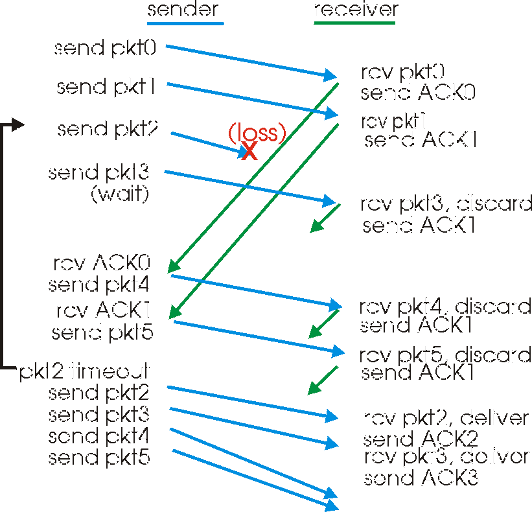 sender
receiver
send pkt0
send pkt1
send pkt2
(loss)
X
send pkt3
(wait)
rcv ACK0
send pkt4
rcv ACK1
send pkt5
pkt2 timeout
send pkt2
send pkt3
send pkt4
send pkt5
rcv pkt0
send ACK0
rcv pkt1
send ACK1
rcv pkt3, discard
send ACK1
rcv pkt4, discard
send ACK1
rcv pkt5, discard
send ACK1
rcv pkt2, deliver
send ACK2
rcv pkt3, deliver
send ACK3